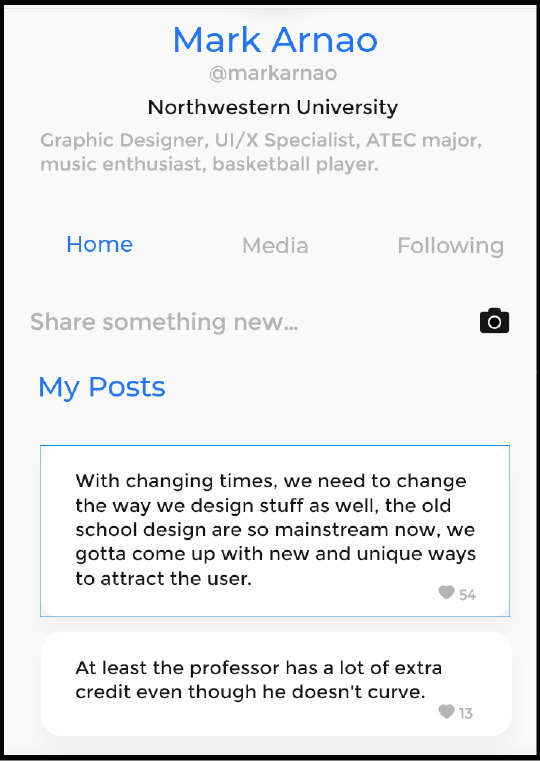 Mark Arnao
@markarnao
Northwestern University
Graphic Designer, UI/X Specialist, ATEC major,
music enthusiast, basketball player.
Home Media Following
Share something new...
My Posts
With changing times, we need to change
the way we design stuff as well, the old
school design are so mainstream now, we
gotta come up with new and unique ways
to attract the user.
54
At least the professor has a lot of extra
credit even though he doesn't curve.
13